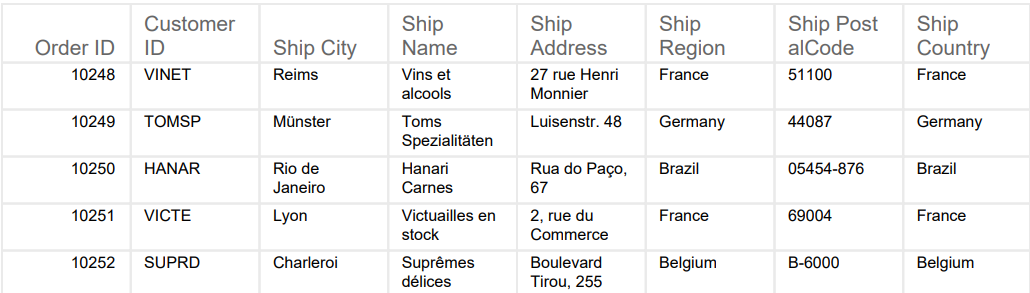 Order ID Customer ID Ship City Ship Name Ship Address Ship Region Ship Post alCode Ship Country
10248 VINET Reims Vins et alcools 27 rue Henri Monnier France 51100 France
10249 TOMSP Münster Toms Spezialitäten Luisenstr. 48 Germany 44087 Germany
10250 HANAR Rio de Janeiro Hanari Carnes Rua do Paço, 67 Brazil 05454-876 Brazil
10251 VICTE Lyon Victuailles en stock 2, rue du Commerce France 69004 France
10252 SUPRD Charleroi Suprêmes délices Boulevard Tirou, 255 Belgium B-6000 Belgium